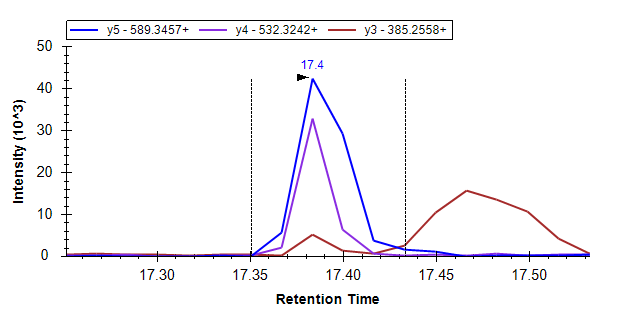 y5 - 589.3457+ y4 - 532.3242+ y3 - 385.2558+
50
40
30
20
10
0
Intensity (10^3)
17.4
17.30 17.35 17.40 17.45 17.50
Retention Time